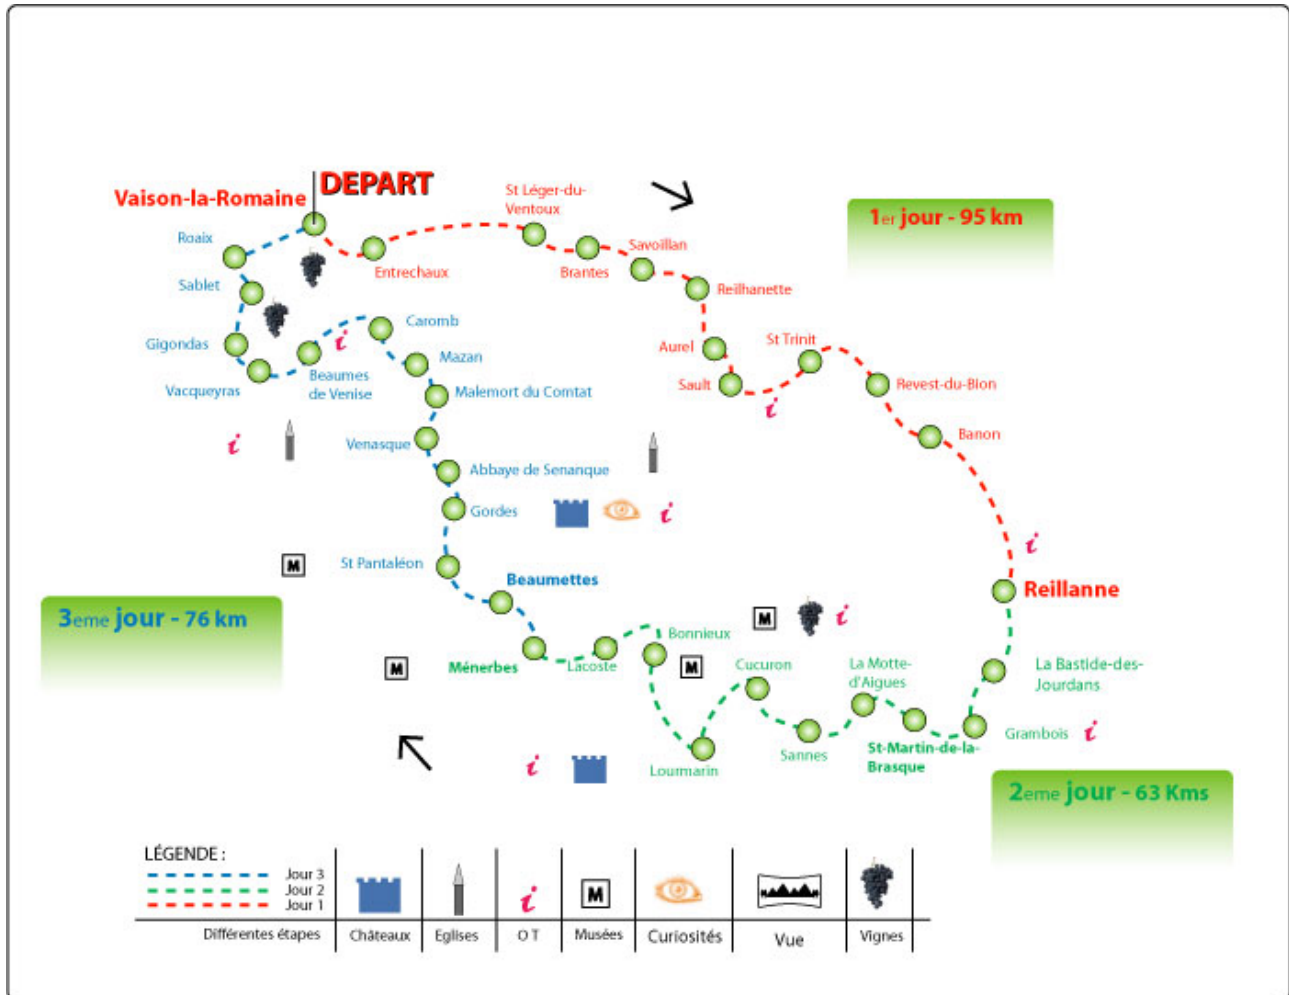 DEPART
Vaison-la-Romaine
St Léger-du-
Ventoux
1er jour - 95 km
Roaix
Entrechaux
Brantes
Savoillan
Reilhanette
Sablet
Gigondas
Vacqueyras
Beaumes
de Venise
i
Caromb
Mazan
Malemort du Comtat
Aurel
Sault
St Trinit
i
Revest-du-Bion
Banon
i
Venasque
Abbaye de Senanque
Gordes
i
i
M
St Pantaléon
Beaumettes
Reillanne
3eme jour - 76 km
M
i
Ménerbes
Lacoste
Bonnieux
M
M
Cucuron
La Motte-
d'Aigues
La Bastide-des-
Jourdans
Grambois
i
St-Martin-de-la-
Brasque
Sannes
Lourmarin
i
2eme jour - 63 Kms
LÉGENDE :
Jour 3
Jour 2
Jour 1
i
M
Différentes étapes
Châteaux
Eglises
O T
Musées
Curiosités
Vue
Vignes